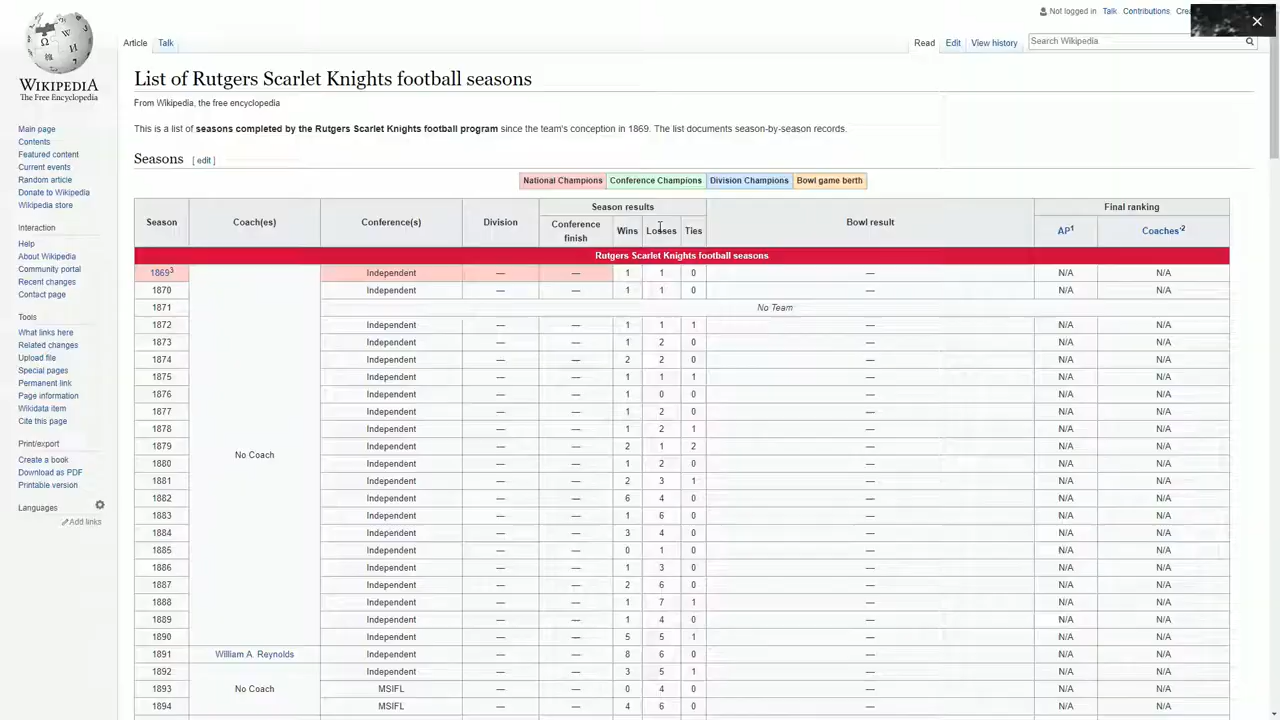 Not logged in Talk Contributions
Article Talk Read Edit View history Search Wikipedia
WIKIPEDIA
The Free Encyclopedia
Main page
Contents
Featured content
Current events
Random article
Donate to Wikipedia
Wikipedia store
Interaction
Help
About Wikipedia
Community portal
Recent changes
Contact page
Tools
What links here
Related changes
Upload file
Special pages
Permanent link
Page information
Wikidata item
Cite this page
Print/export
Create a book
Download as PDF
Printable version
Languages
Add links
List of Rutgers Scarlet Knights football seasons
From Wikipedia, the free encyclopedia
This is a list of seasons completed by the Rutgers Scarlet Knights football program since the team's conception in 1869. The list documents season-by-season records.
Seasons [ edit ]
National Champions Conference Champions Division Champions Bowl game berth
Season Coach(es) Conference(s) Division Season results Bowl result Final ranking
Conference finish Wins Losses Ties AP1 Coaches'2
Rutgers Scarlet Knights football seasons
1869³ Independent — — 1 1 0 — N/A N/A
1870 Independent — — 1 1 0 — N/A N/A
1871 No Team
1872 Independent — — 1 1 1 — N/A N/A
1873 Independent — — 1 2 0 — N/A N/A
1874 Independent — — 2 2 0 — N/A N/A
1875 Independent — — 1 1 1 — N/A N/A
1876 Independent — — 1 0 0 — N/A N/A
1877 Independent — — 1 2 0 — N/A N/A
1878 Independent — — 1 2 1 — N/A N/A
1879 Independent — — 2 1 2 — N/A N/A
No Coach
1880 Independent — — 1 2 0 — N/A N/A
1881 Independent — — 2 3 1 — N/A N/A
1882 Independent — — 6 4 0 — N/A N/A
1883 Independent — — 1 6 0 — N/A N/A
1884 Independent — — 3 4 0 — N/A N/A
1885 Independent — — 0 1 0 — N/A N/A
1886 Independent — — 1 3 0 — N/A N/A
1887 Independent — — 2 6 0 — N/A N/A
1888 Independent — — 1 7 1 — N/A N/A
1889 Independent — — 1 4 0 — N/A N/A
1890 Independent — — 5 5 1 — N/A N/A
1891 William A. Reynolds Independent — — 8 6 0 — N/A N/A
1892 Independent — — 3 5 1 — N/A N/A
1893 No Coach MSIFL — — 0 4 0 — N/A N/A
1894 MSIFL — — 4 6 0 — N/A N/A